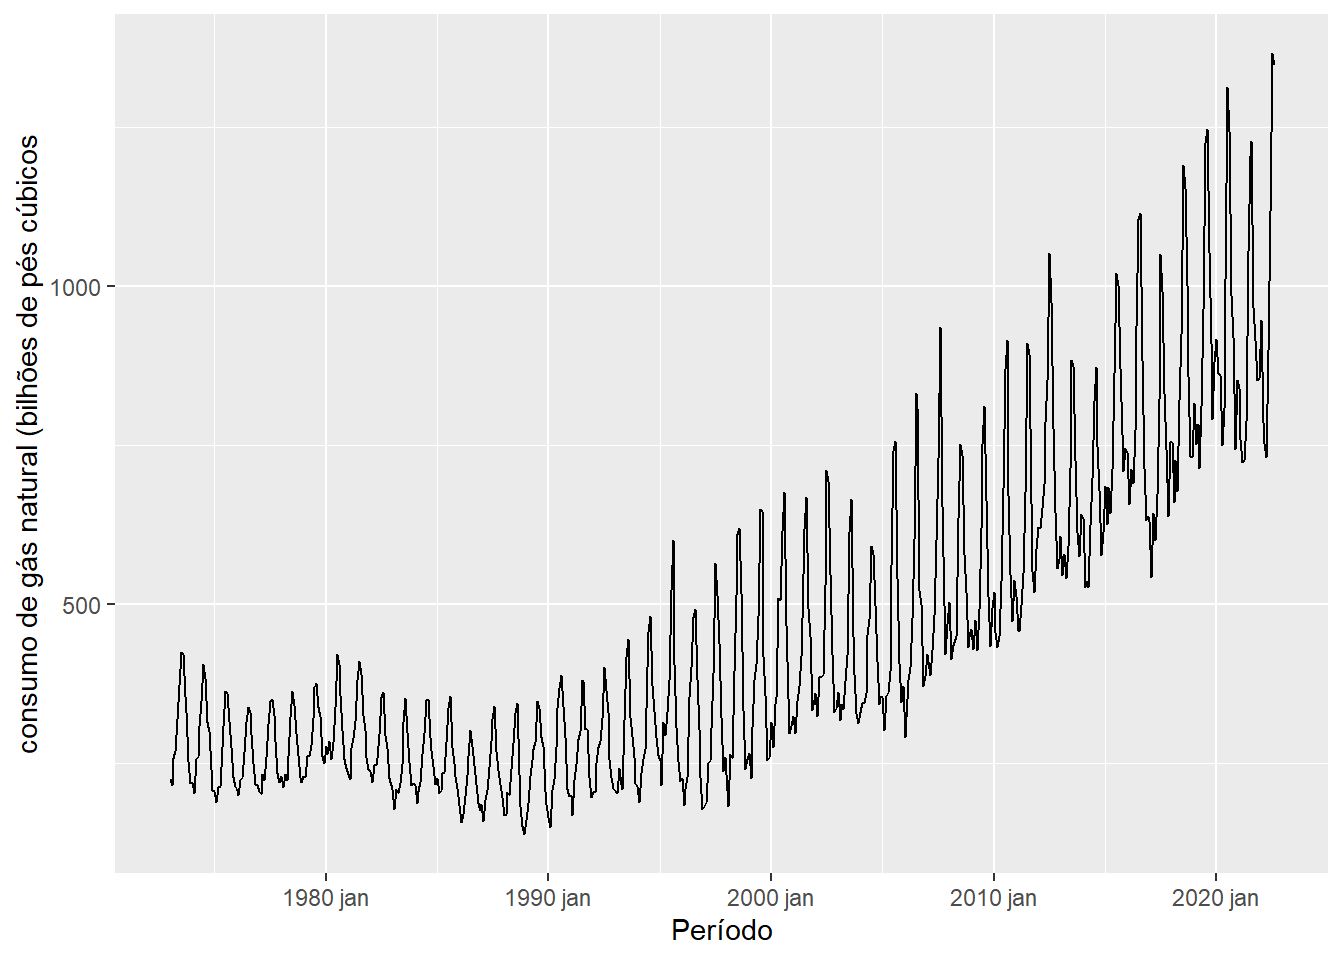 consumo de gás natural (bilhões de pés cúbicos
1000
500
1980 jan
1990 jan
2000 jan
2010 jan
2020 jan
Período